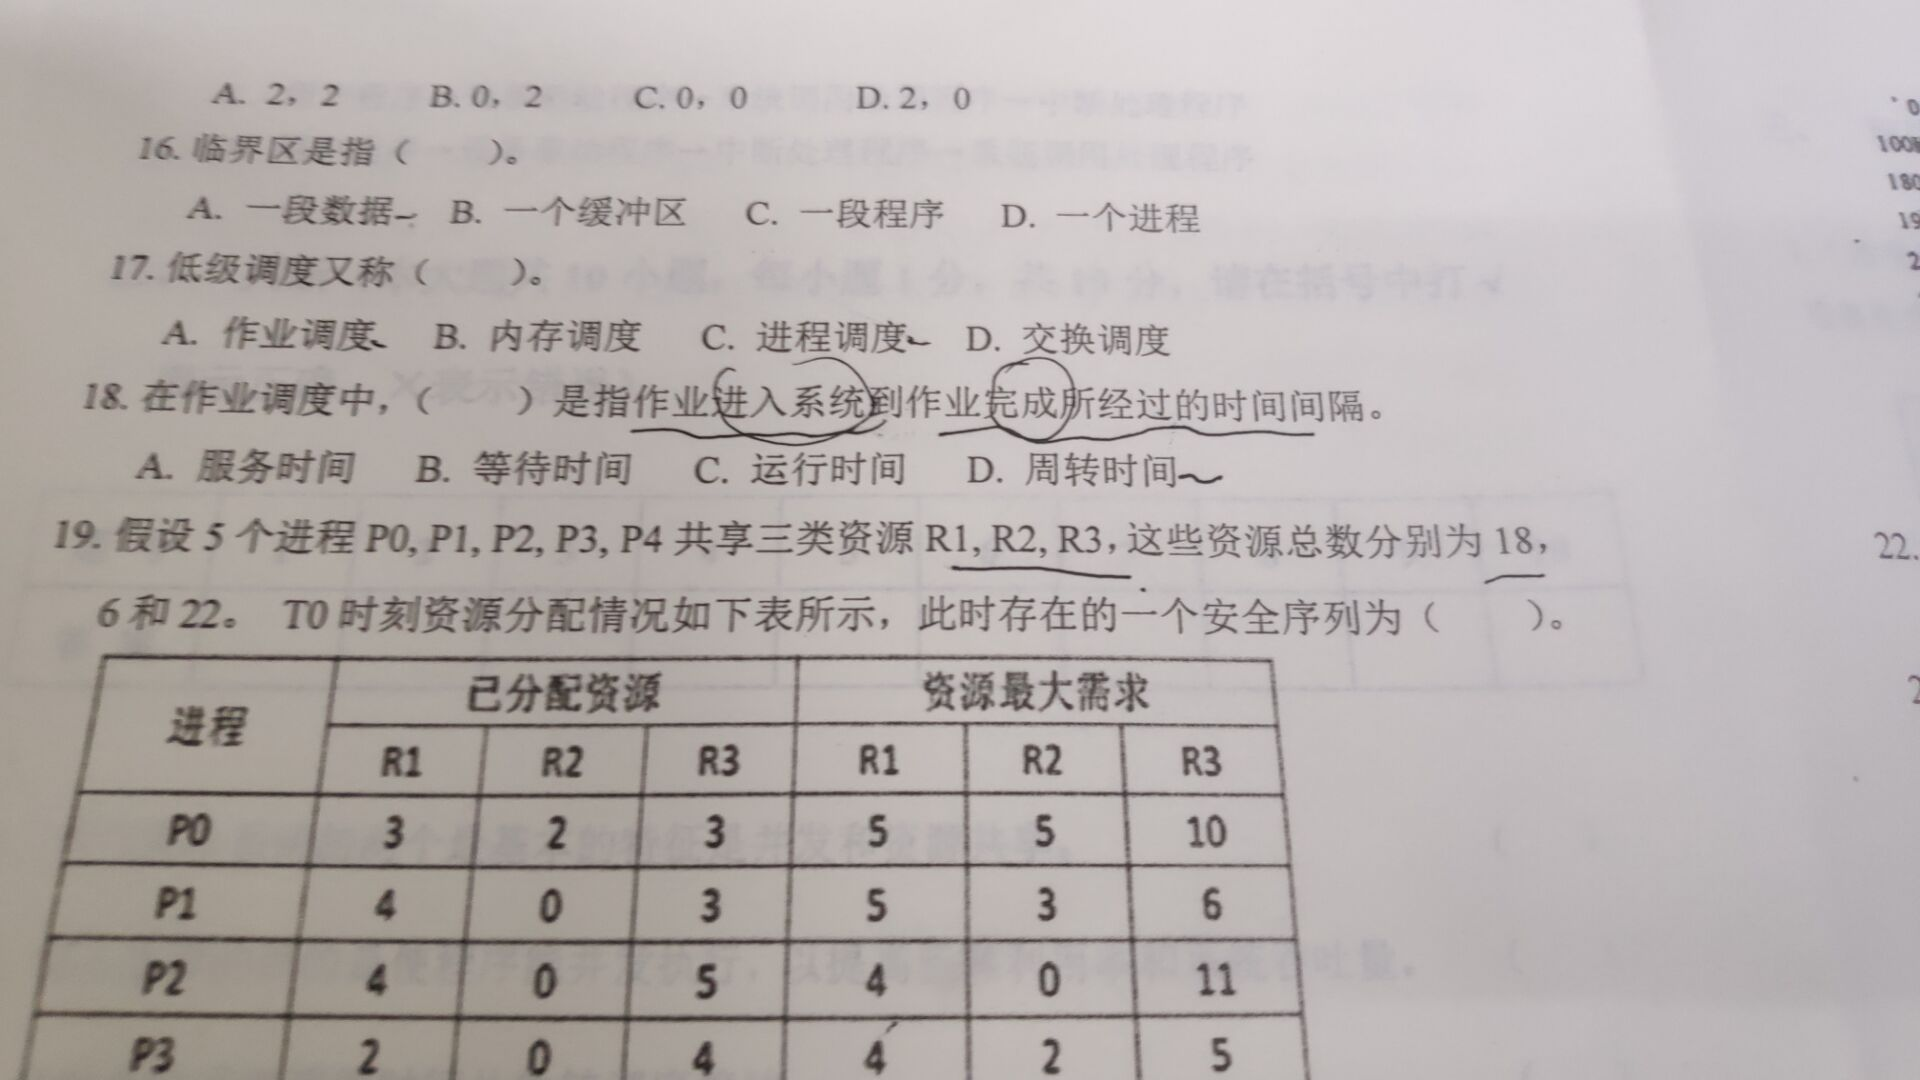 A. 2，2 B. 0，2 C. 0，0 D. 2，0
16. 临界区是指（ ）。
A. 一段数据 B. 一个缓冲区 C. 一段程序 D. 一个进程
17. 低级调度又称（ ）。
A. 作业调度 B. 内存调度 C. 进程调度 D. 交换调度
18. 在作业调度中，（ ）是指作业进入系统到作业完成所经过的时间间隔。
A. 服务时间 B. 等待时间 C. 运行时间 D. 周转时间
19. 假设 5 个进程 P0, P1, P2, P3, P4 共享三类资源 R1, R2, R3，这些资源总数分别为 18，
6 和 22。 T0 时刻资源分配情况如下表所示，此时存在的一个安全序列为（ ）。
进程 已分配资源 资源最大需求
R1 R2 R3 R1 R2 R3
P0 3 2 3 5 5 10
P1 4 0 3 5 3 6
P2 4 0 5 4 0 11
P3 2 0 4 4 2 5
0
100
180
19
2
22.
2